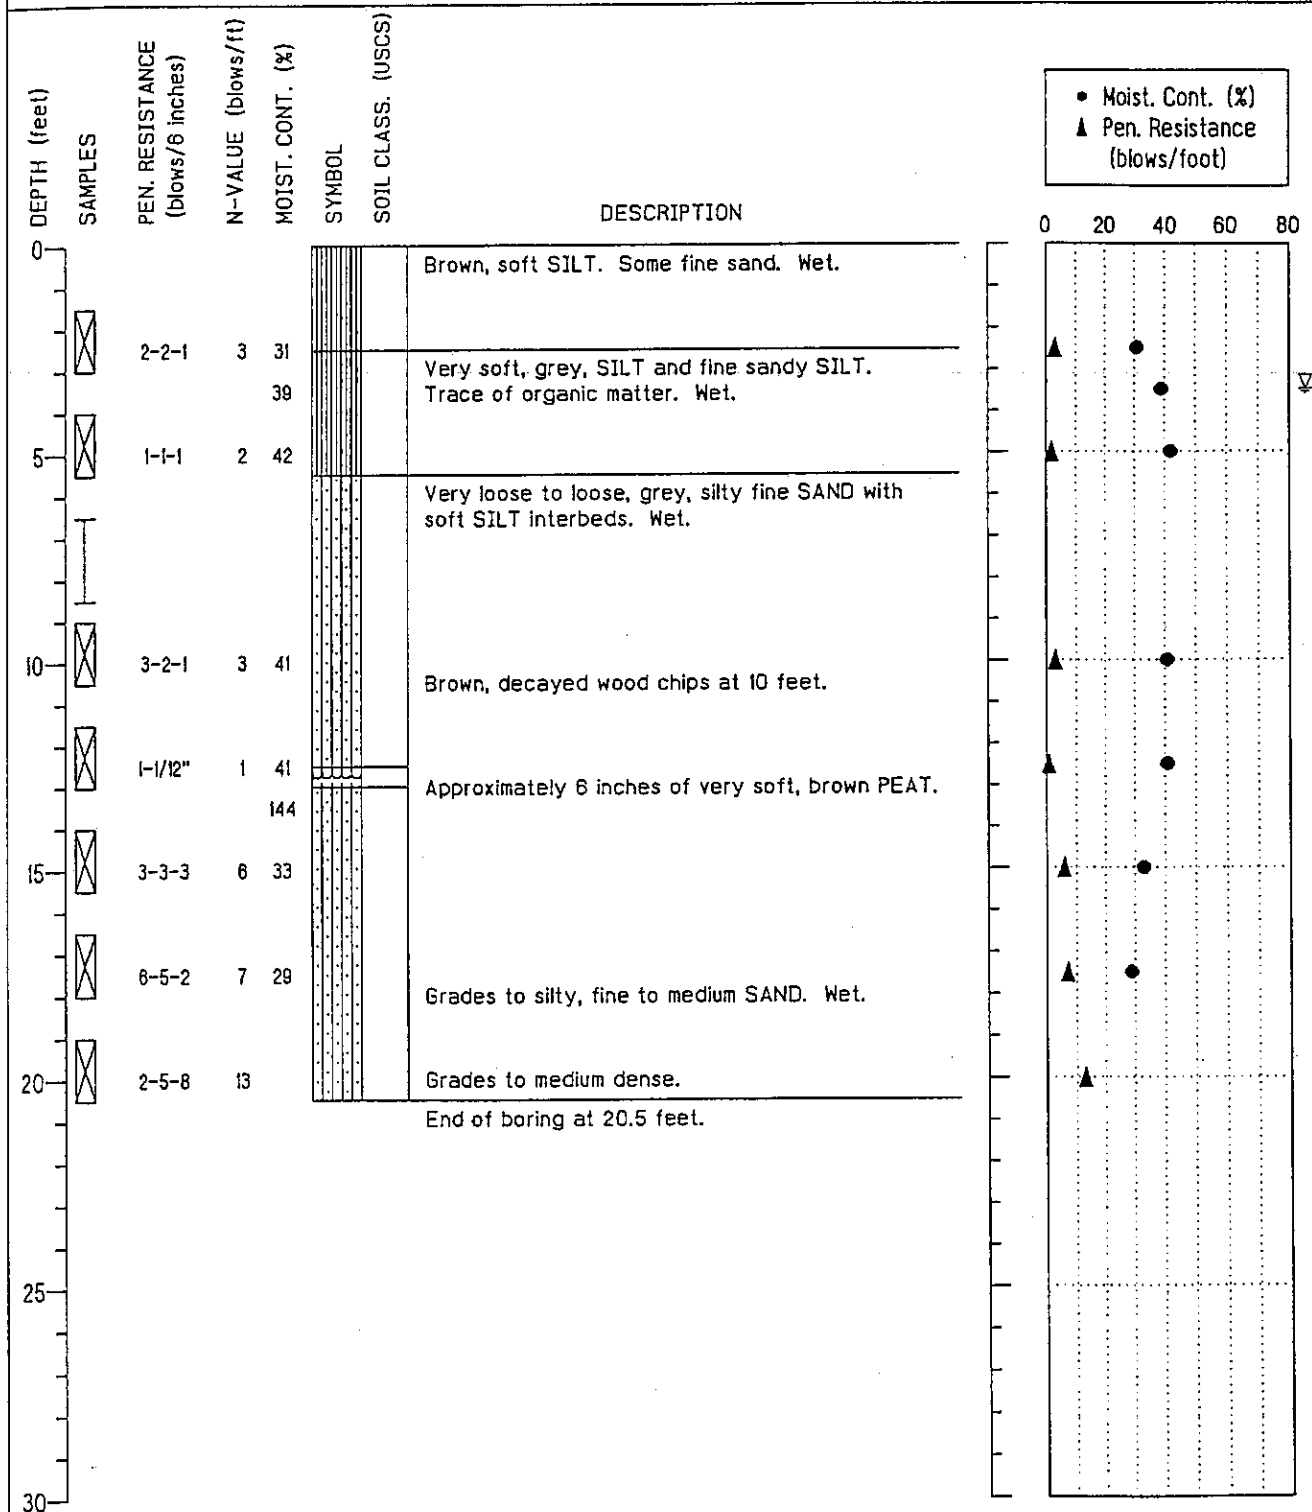 DEPTH (feet)
SAMPLES
PEN. RESISTANCE
(blows/6 inches)
N-VALUE (blows/ft)
MOIST. CONT. (%)
SYMBOL
SOIL CLASS. (USCS)
DESCRIPTION
• Moist. Cont. (%)
▲ Pen. Resistance
(blows/foot)
0 20 40 60 80
0
Brown, soft SILT. Some fine sand. Wet.
2-2-1 3 31
Very soft, grey, SILT and fine sandy SILT.
39 Trace of organic matter. Wet.
5 1-1-1 2 42
Very loose to loose, grey, silty fine SAND with
soft SILT interbeds. Wet.
10 3-2-1 3 41
Brown, decayed wood chips at 10 feet.
1-1/12" 1 41
Approximately 6 inches of very soft, brown PEAT.
144
15 3-3-3 6 33
6-5-2 7 29
Grades to silty, fine to medium SAND. Wet.
20 2-5-8 13 Grades to medium dense.
End of boring at 20.5 feet.
25
30